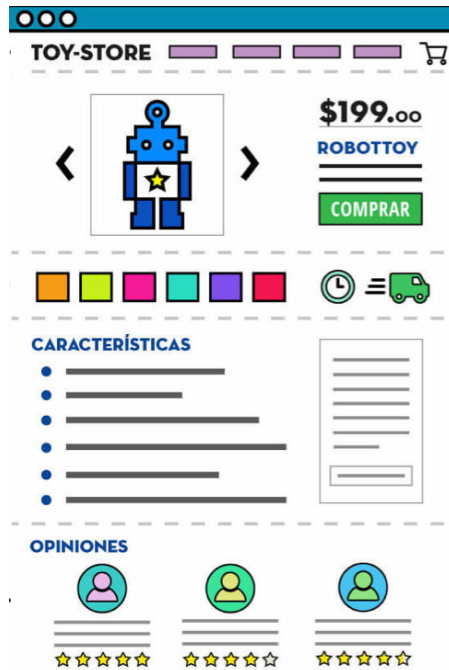 TOY-STORE
$199.00
ROBOTTOY
COMPRAR
CARACTERÍSTICAS
OPINIONES